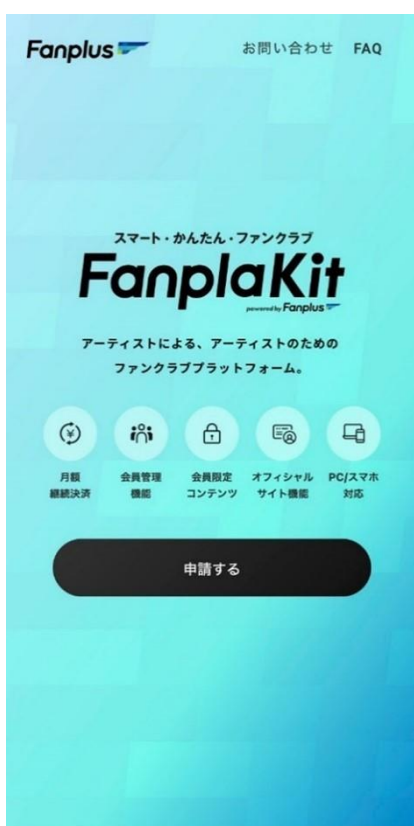 Fanplus
お問い合わせ FAQ
スマート・かんたん・ファンクラブ
FanplaKit
powered by Fanplus
アーティストによる、アーティストのための
ファンクラブプラットフォーム。
月額
継続決済
会員管理
機能
会員限定
コンテンツ
オフィシャル
サイト機能
PC/スマホ
対応
申請する